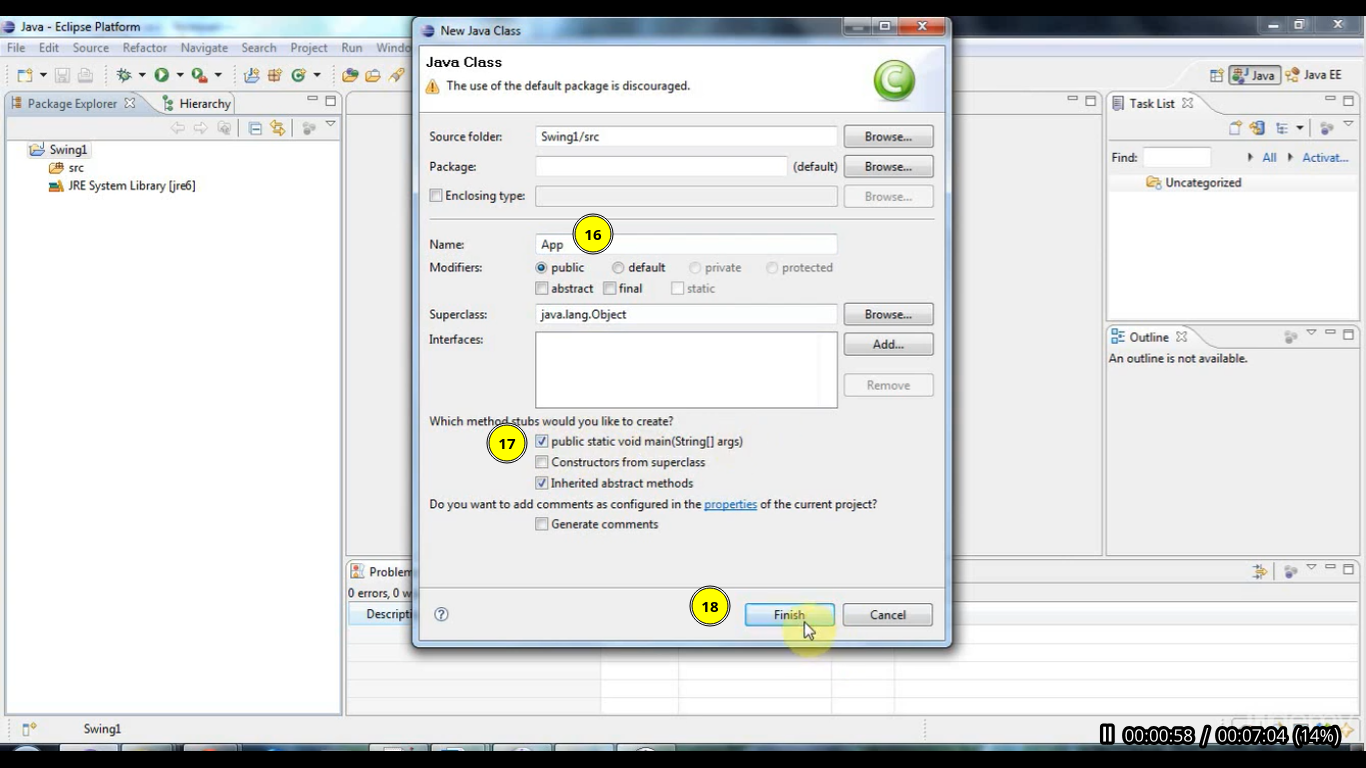 Java - Eclipse Platform
New Java Class
File Edit Source Refactor Navigate Search Project Run
Java Class
The use of the default package is discouraged.
Java Java EE
Package Explorer Hierarchy
Task List
Source folder: Swing1/src Browse...
Package: (default) Browse...
Enclosing type: Browse...
Swing1
src
JRE System Library [jre6]
Find: All Activat...
Uncategorized
16
Name: App
Modifiers: public default private protected
abstract final static
Superclass: java.lang.Object Browse...
Interfaces: Add...
Remove
Outline
An outline is not available.
Which method stubs would you like to create?
17
public static void main(String[] args)
Constructors from superclass
Inherited abstract methods
Do you want to add comments as configured in the properties of the current project?
Generate comments
0 errors, 0
18
Finish Cancel
Swing1
00:00:58 / 00:07:04 (14%)